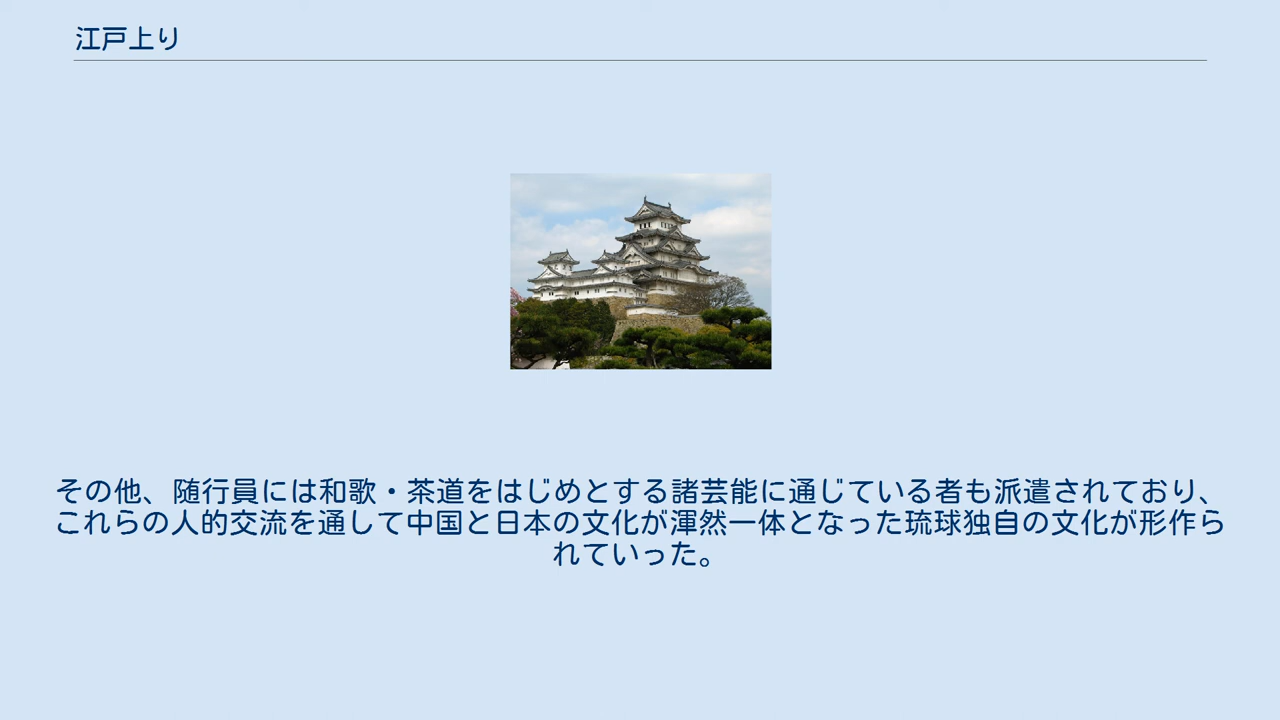 江戸上り
その他、随行員には和歌・茶道をはじめとする諸芸能に通じている者も派遣されており、
これらの人的交流を通して中国と日本の文化が渾然一体となった琉球独自の文化が形作ら
れていった。